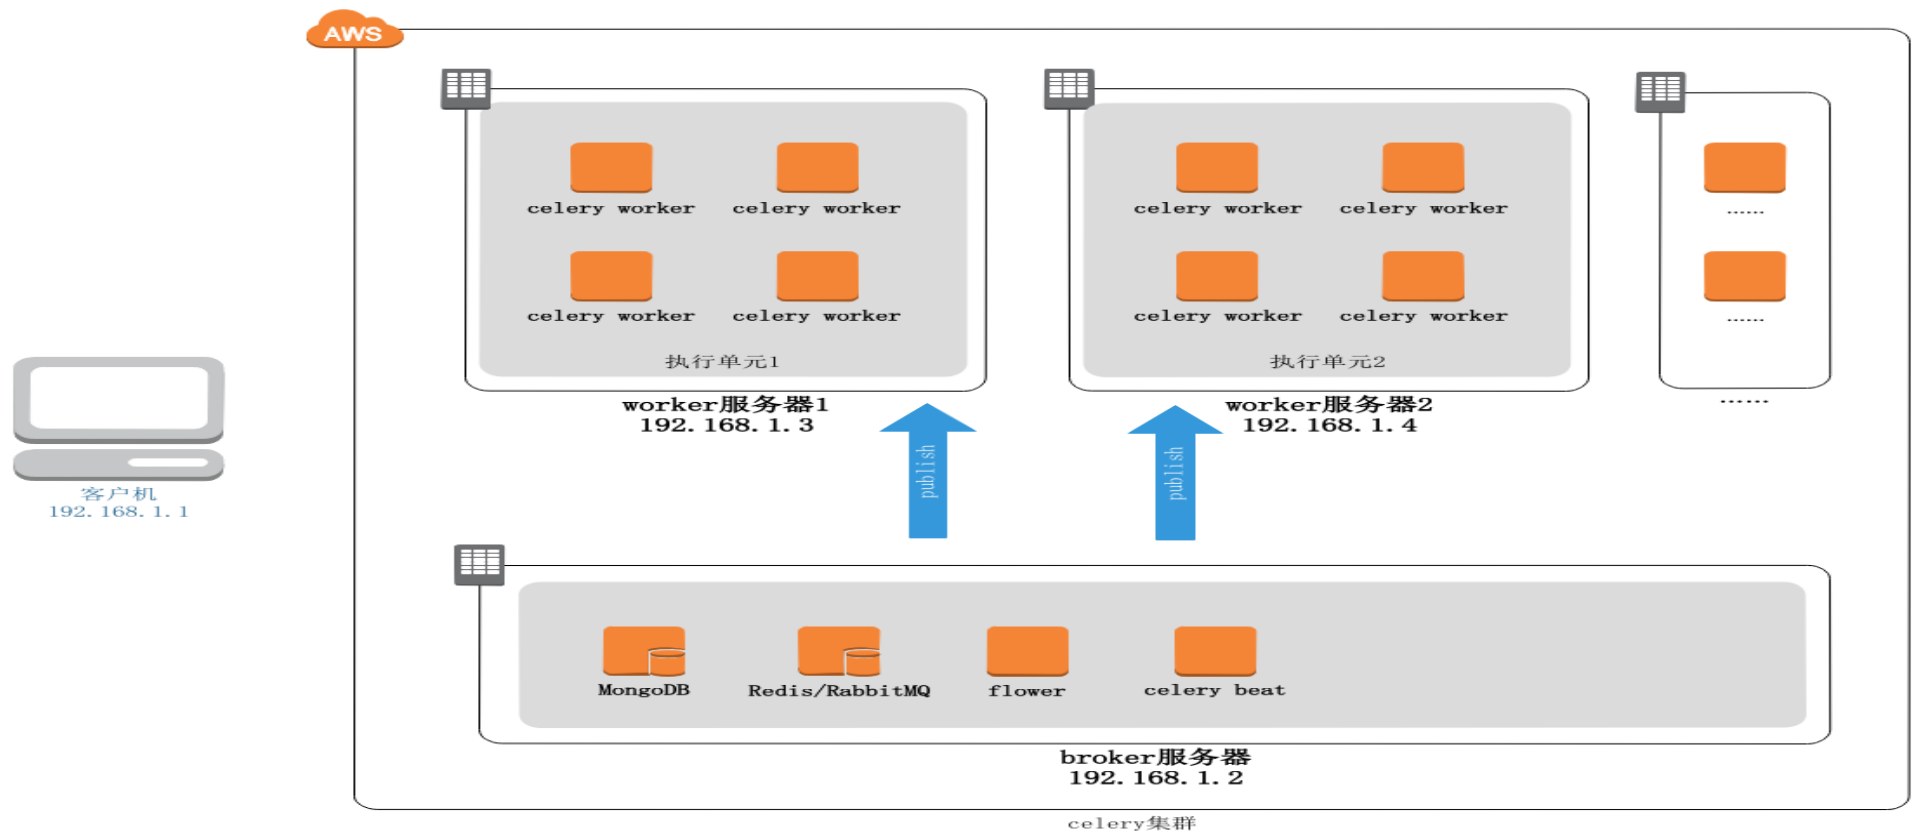 AWS
celery worker celery worker
celery worker celery worker
执行单元1
worker服务器1
192.168.1.3
celery worker celery worker
celery worker celery worker
执行单元2
worker服务器2
192.168.1.4
......
......
......
publish
publish
客户机
192.168.1.1
MongoDB Redis/RabbitMQ flower celery beat
broker服务器
192.168.1.2
celery集群